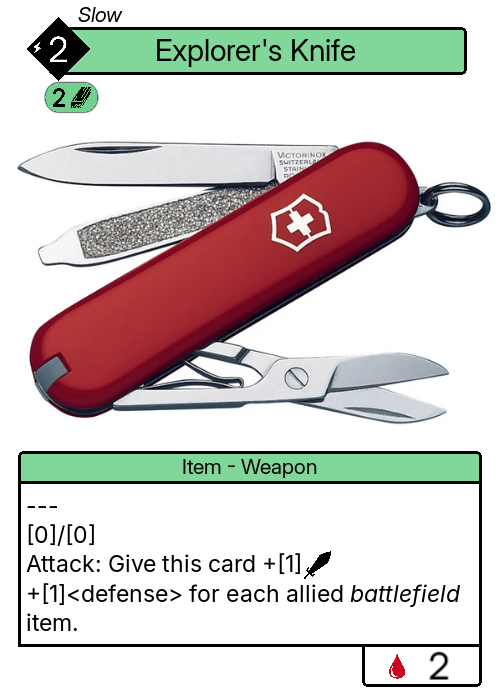 Slow
2
Explorer's Knife
2
VICTORINOX
SWITZERLAND
STAINLESS
Item - Weapon
---
[0]/[0]
Attack: Give this card +[1]
+[1]<defense> for each allied battlefield
item.
2